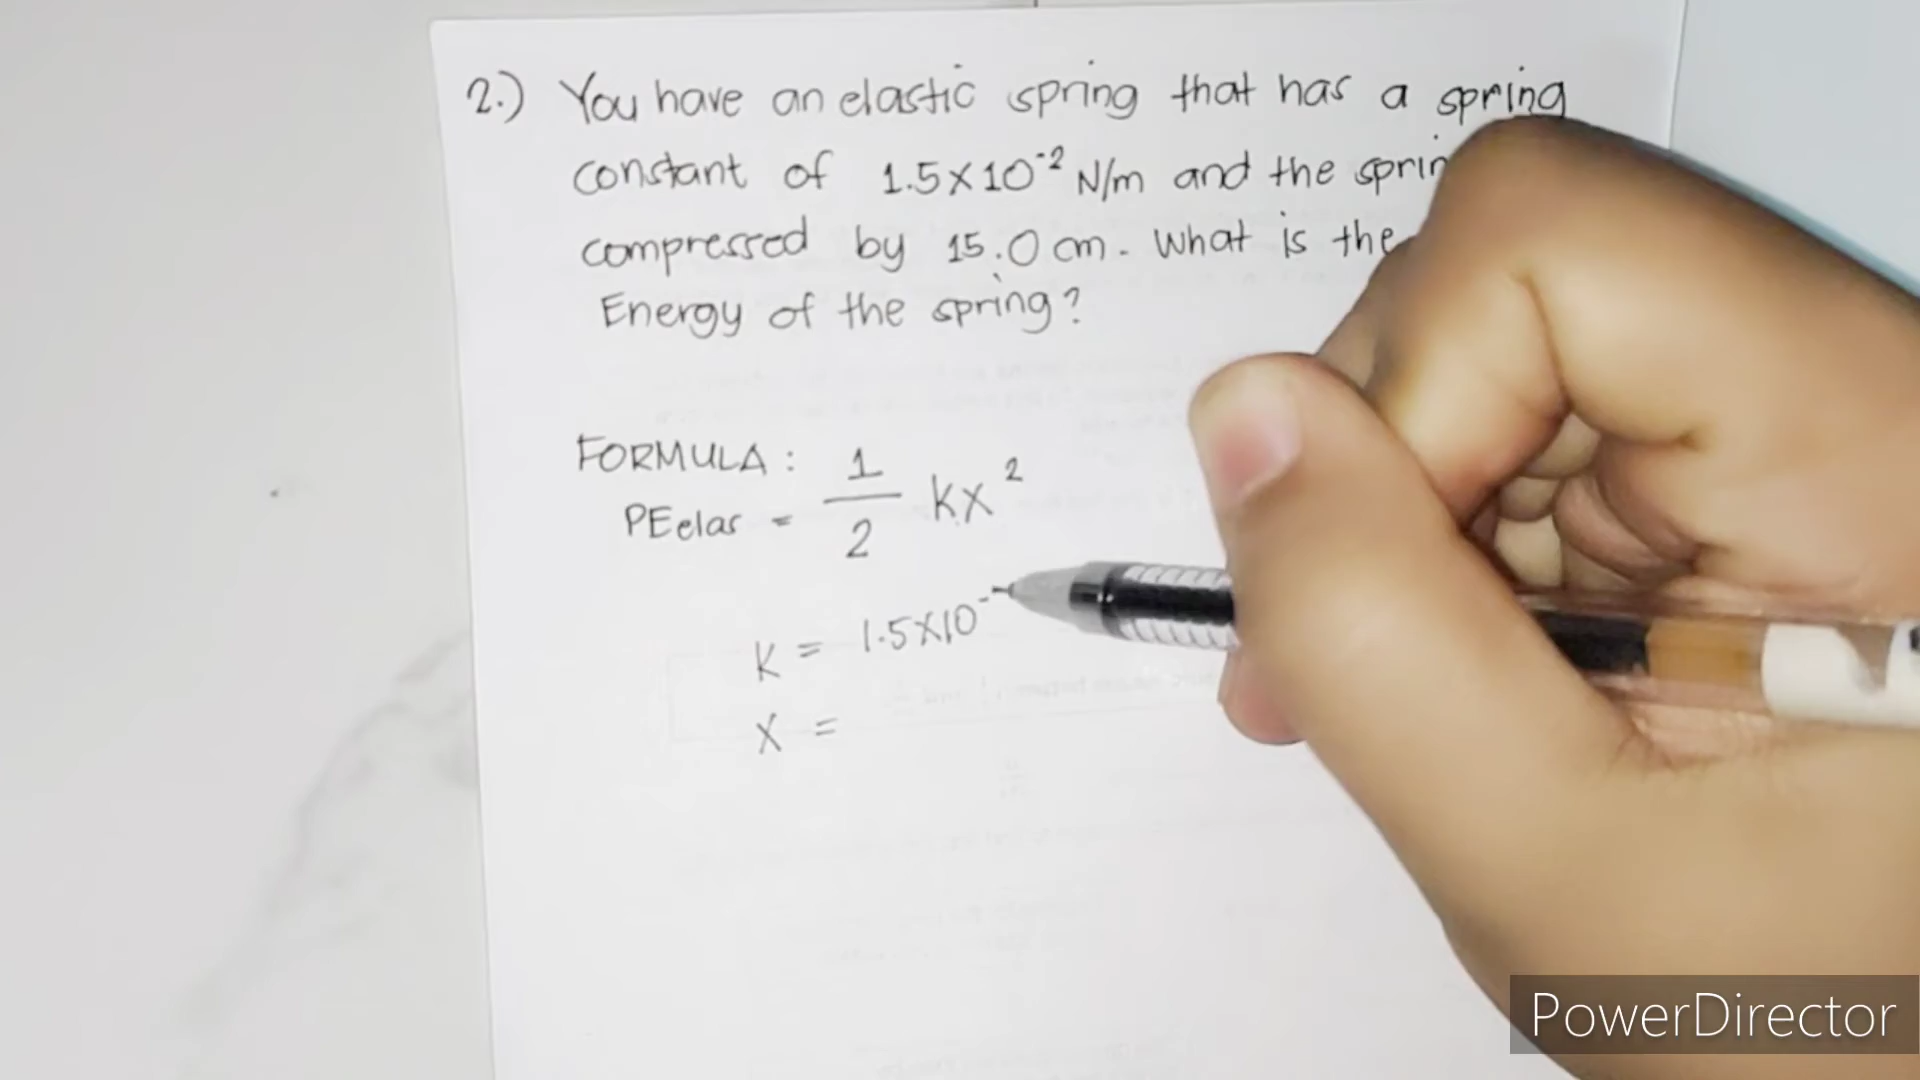 2.) You have an elastic spring that has a spring
constant of 1.5x10⁻² N/m and the
compressed by 15.0 cm. What is the
Energy of the spring?
FORMULA: 1/2 kx²
PEelas =
K = 1.5x10⁻
X =
PowerDirector